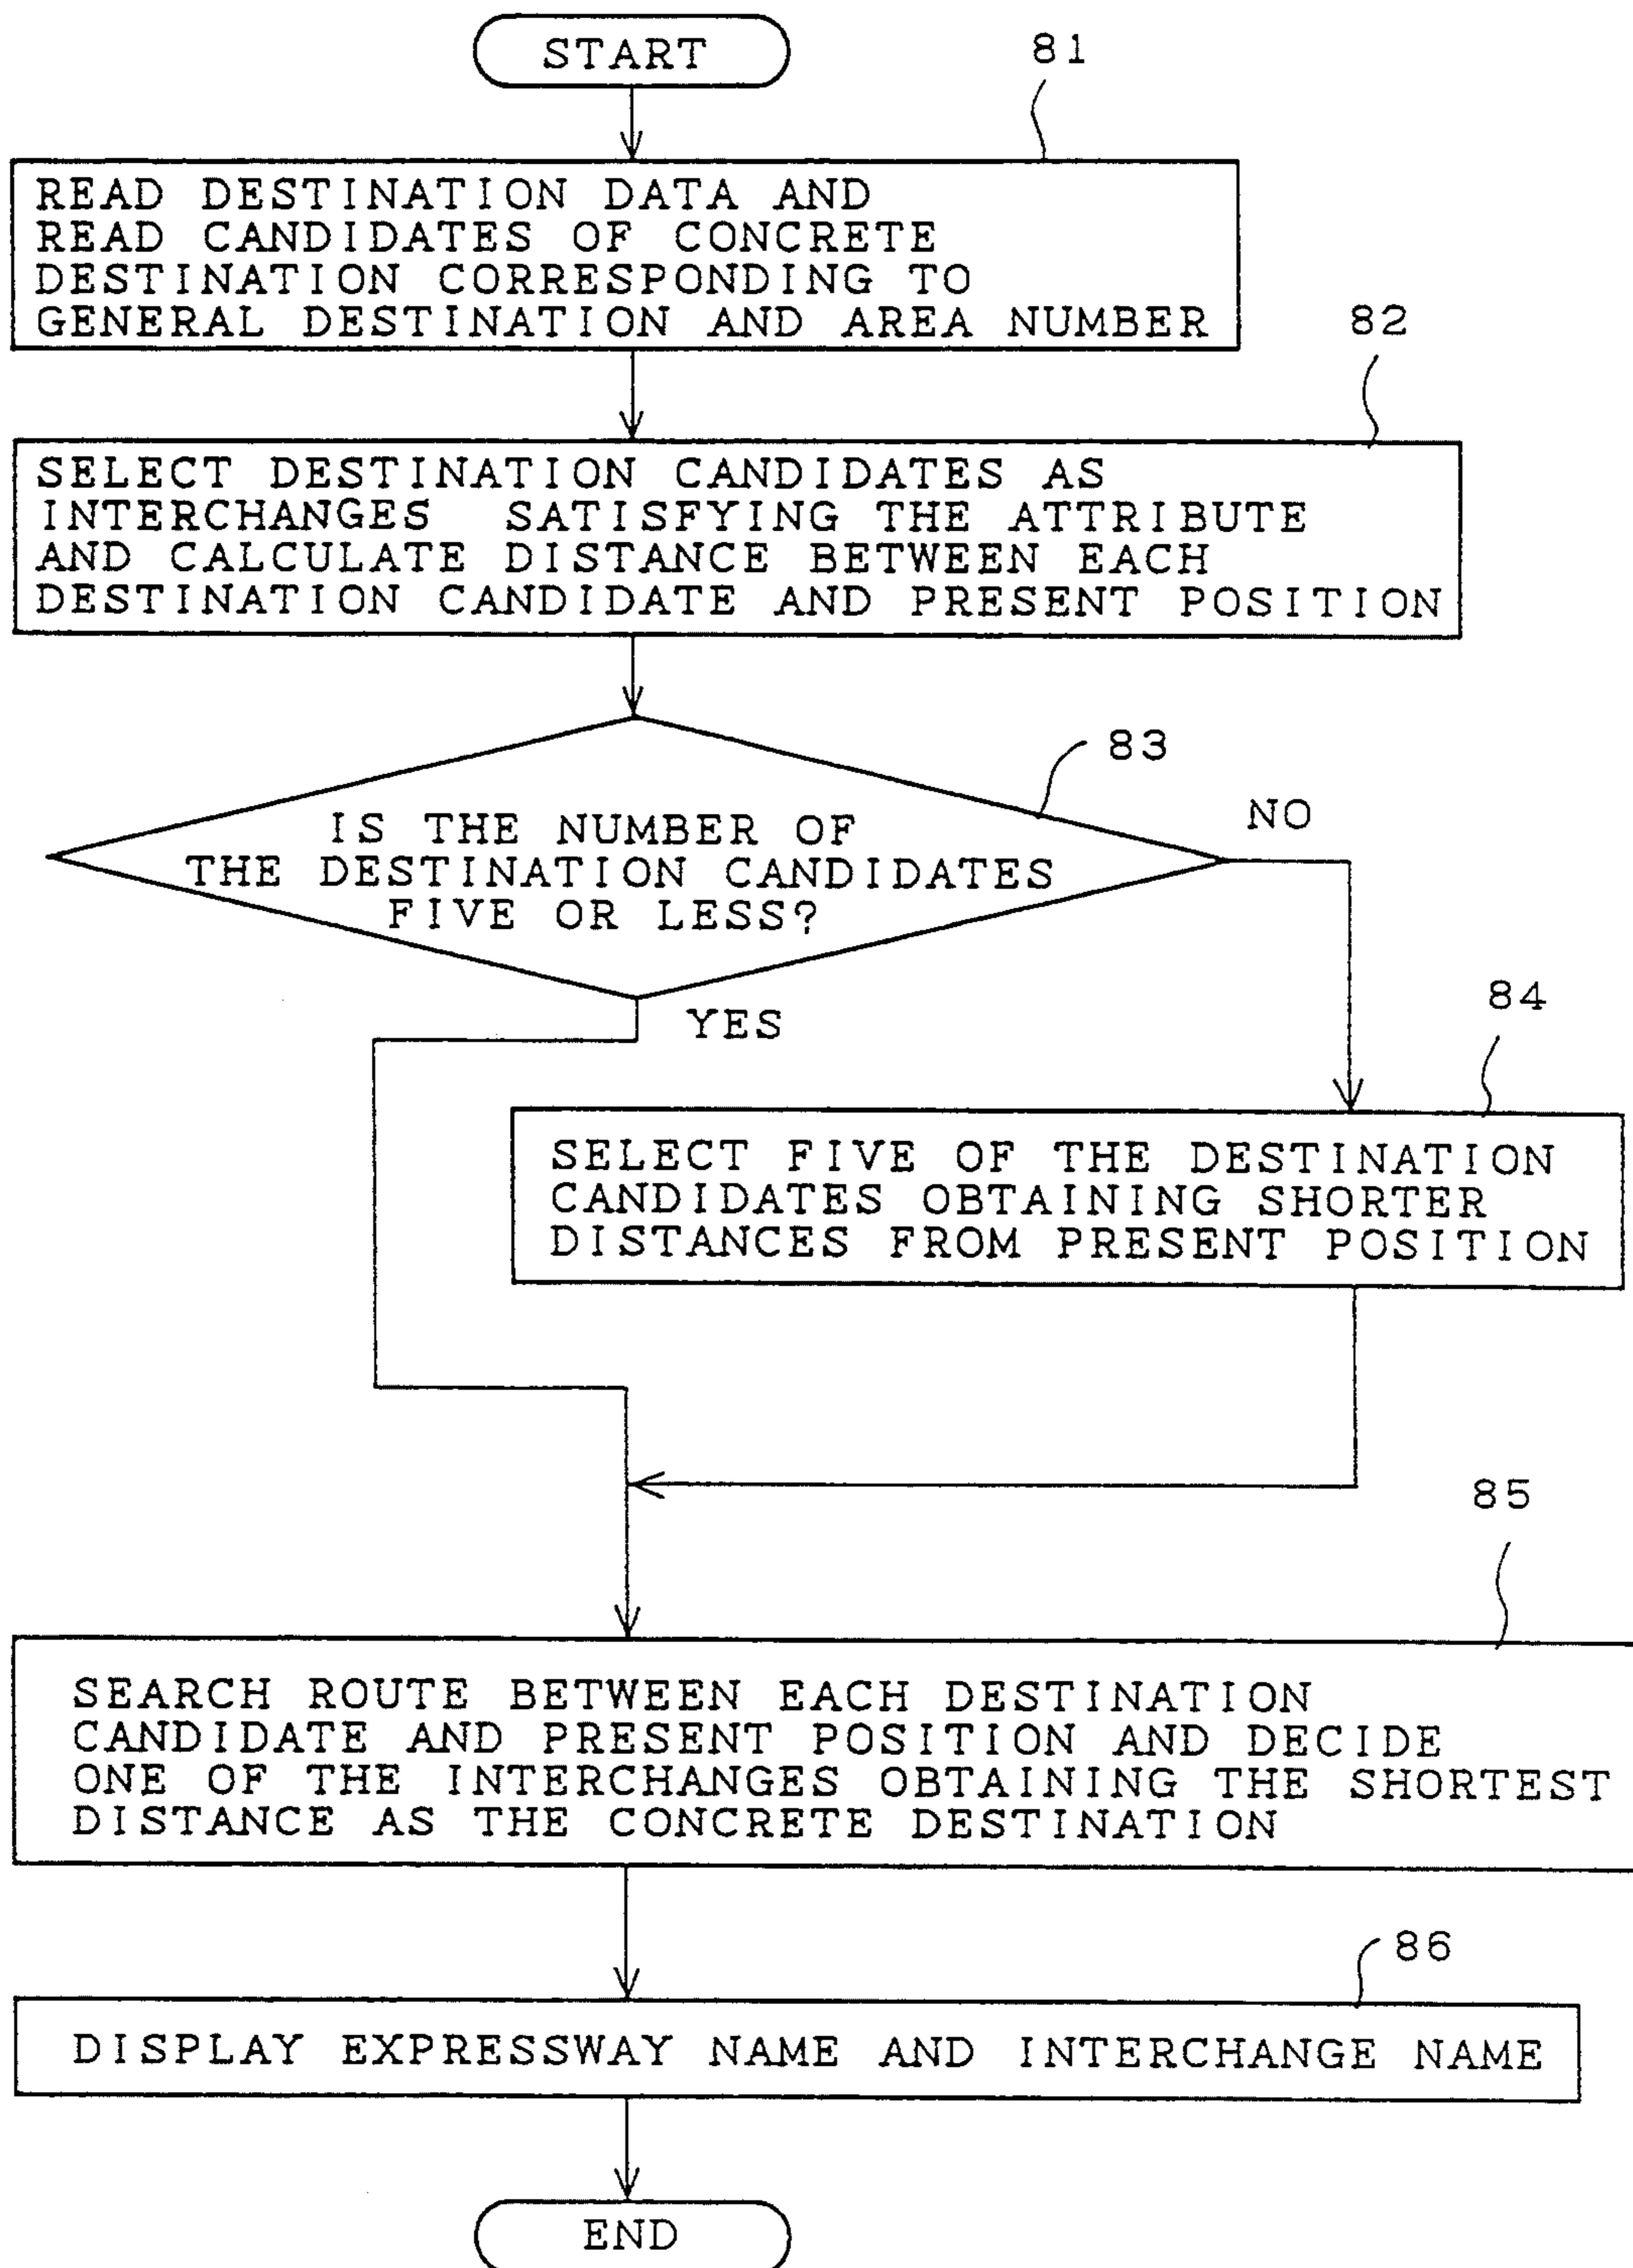 START
81
READ DESTINATION DATA AND
READ CANDIDATES OF CONCRETE
DESTINATION CORRESPONDING TO
GENERAL DESTINATION AND AREA NUMBER
82
SELECT DESTINATION CANDIDATES AS
INTERCHANGES SATISFYING THE ATTRIBUTE
AND CALCULATE DISTANCE BETWEEN EACH
DESTINATION CANDIDATE AND PRESENT POSITION
83
IS THE NUMBER OF
THE DESTINATION CANDIDATES
FIVE OR LESS?
NO
YES
84
SELECT FIVE OF THE DESTINATION
CANDIDATES OBTAINING SHORTER
DISTANCES FROM PRESENT POSITION
85
SEARCH ROUTE BETWEEN EACH DESTINATION
CANDIDATE AND PRESENT POSITION AND DECIDE
ONE OF THE INTERCHANGES OBTAINING THE SHORTEST
DISTANCE AS THE CONCRETE DESTINATION
86
DISPLAY EXPRESSWAY NAME AND INTERCHANGE NAME
END